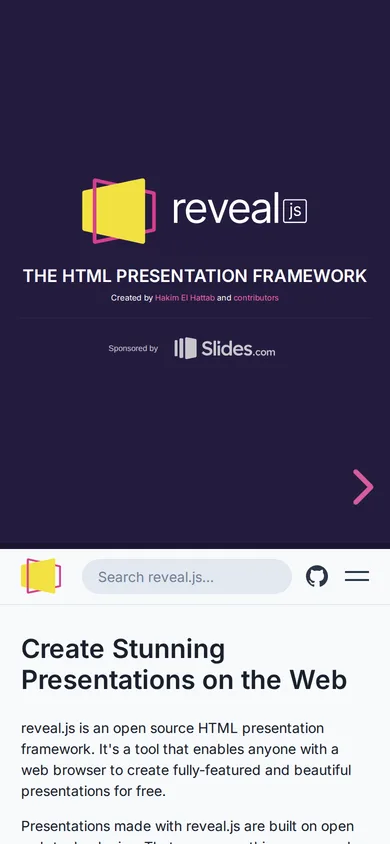 reveal js
THE HTML PRESENTATION FRAMEWORK
Created by Hakim El Hattab and contributors
Sponsored by Slides.com
Search reveal.js...
Create Stunning
Presentations on the Web
reveal.js is an open source HTML presentation
framework. It's a tool that enables anyone with a
web browser to create fully-featured and beautiful
presentations for free.
Presentations made with reveal.js are built on open